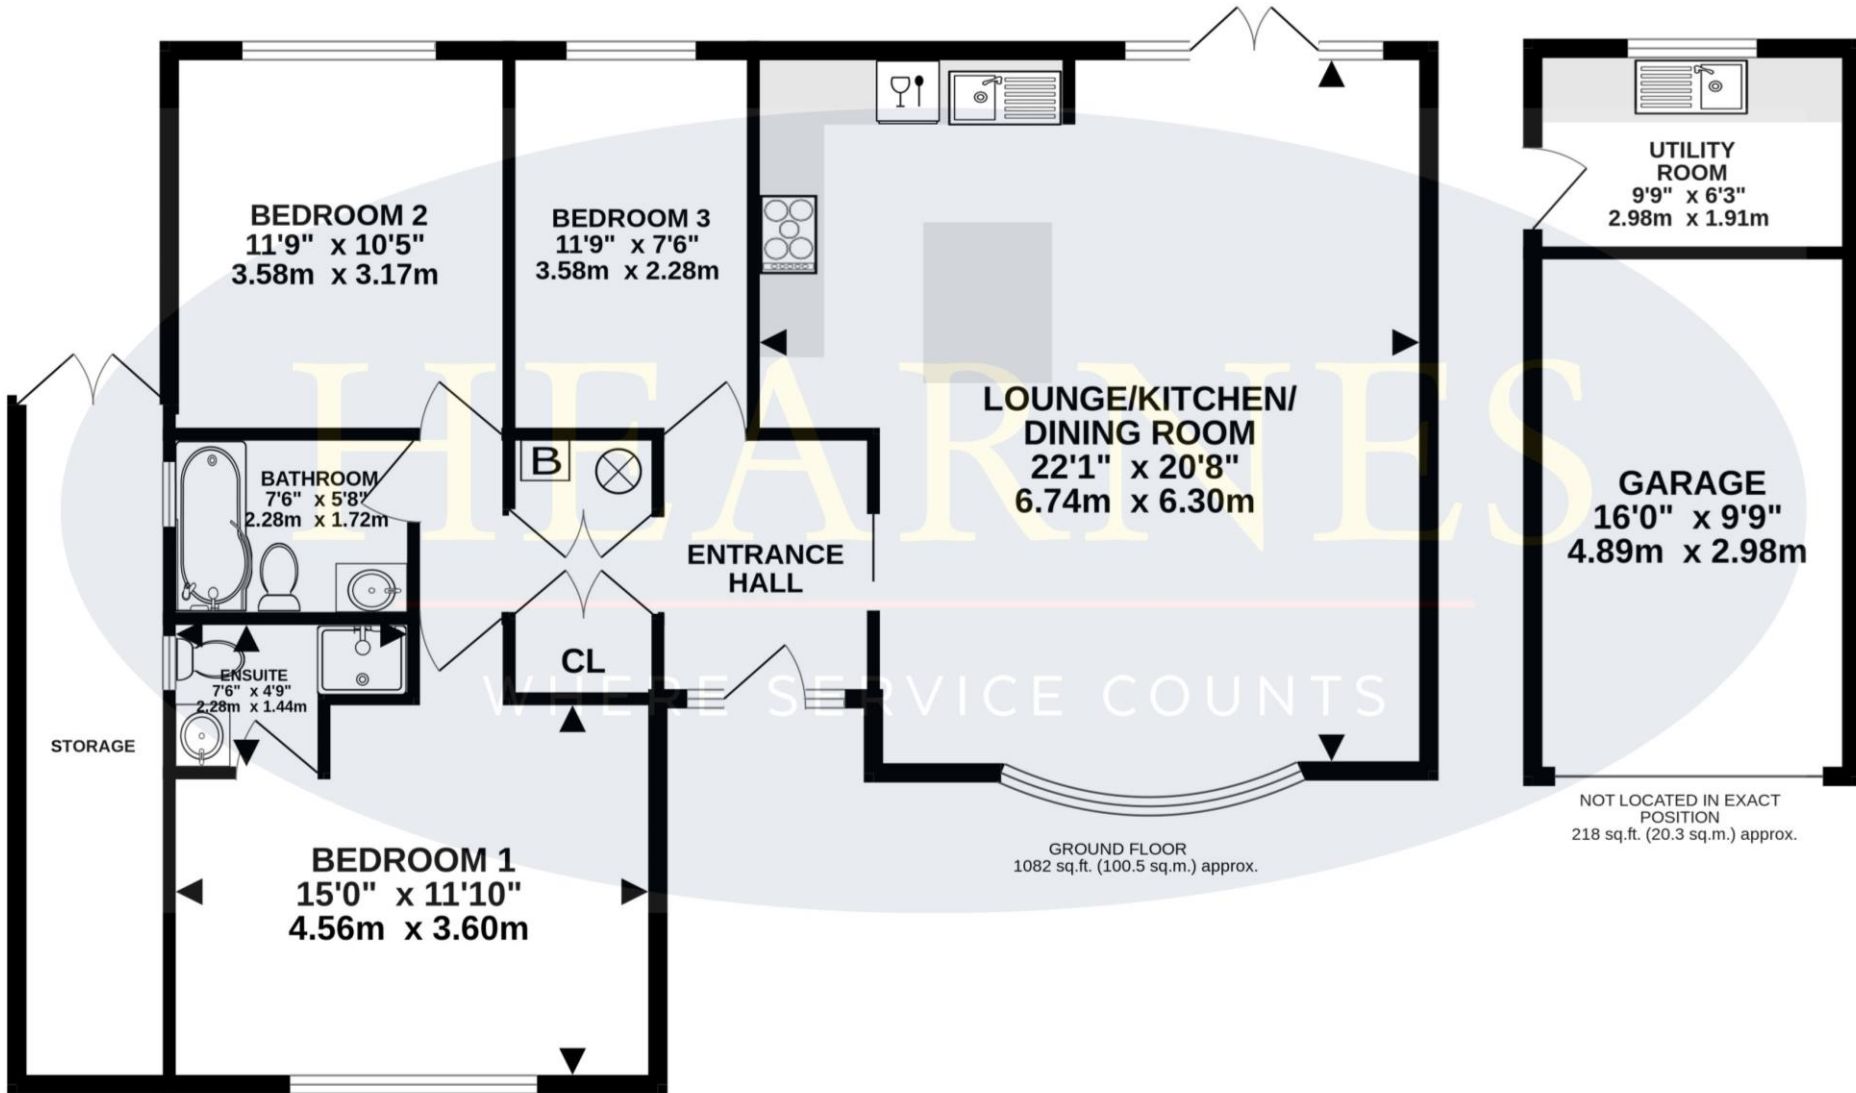 BEDROOM 2
11'9" x 10'5"
3.58m x 3.17m
BEDROOM 3
11'9" x 7'6"
3.58m x 2.28m
LOUNGE/KITCHEN/
DINING ROOM
22'1" x 20'8"
6.74m x 6.30m
UTILITY
ROOM
9'9" x 6'3"
2.98m x 1.91m
GARAGE
16'0" x 9'9"
4.89m x 2.98m
BATHROOM
7'6" x 5'8"
2.28m x 1.72m
B
ENTRANCE
HALL
CL
ENSUITE
7'6" x 4'9"
2.28m x 1.44m
STORAGE
BEDROOM 1
15'0" x 11'10"
4.56m x 3.60m
HEARNES
WHERE SERVICE COUNTS
GROUND FLOOR
1082 sq.ft. (100.5 sq.m.) approx.
NOT LOCATED IN EXACT
POSITION
218 sq.ft. (20.3 sq.m.) approx.